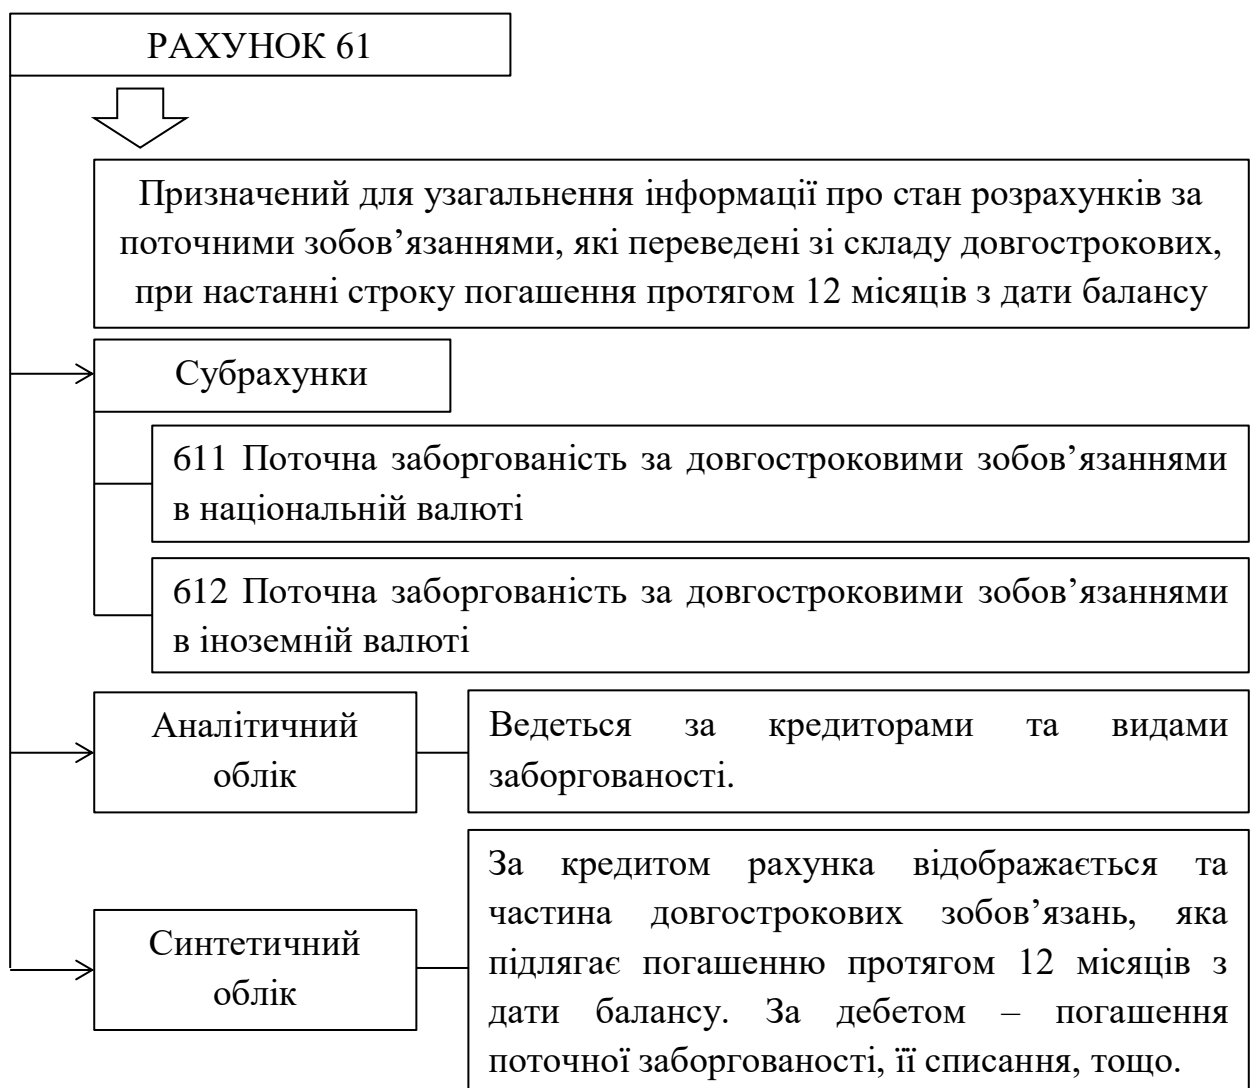 РАХУНОК 61
Призначений для узагальнення інформації про стан розрахунків за
поточними зобов’язаннями, які переведені зі складу довгострокових,
при настанні строку погашення протягом 12 місяців з дати балансу
Субрахунки
611 Поточна заборгованість за довгостроковими зобов’язаннями
в національній валюті
612 Поточна заборгованість за довгостроковими зобов’язаннями
в іноземній валюті
Аналітичний
облік
Ведеться за кредиторами та видами
заборгованості.
Синтетичний
облік
За кредитом рахунка відображається та
частина довгострокових зобов’язань, яка
підлягає погашенню протягом 12 місяців з
дати балансу. За дебетом – погашення
поточної заборгованості, її списання, тощо.